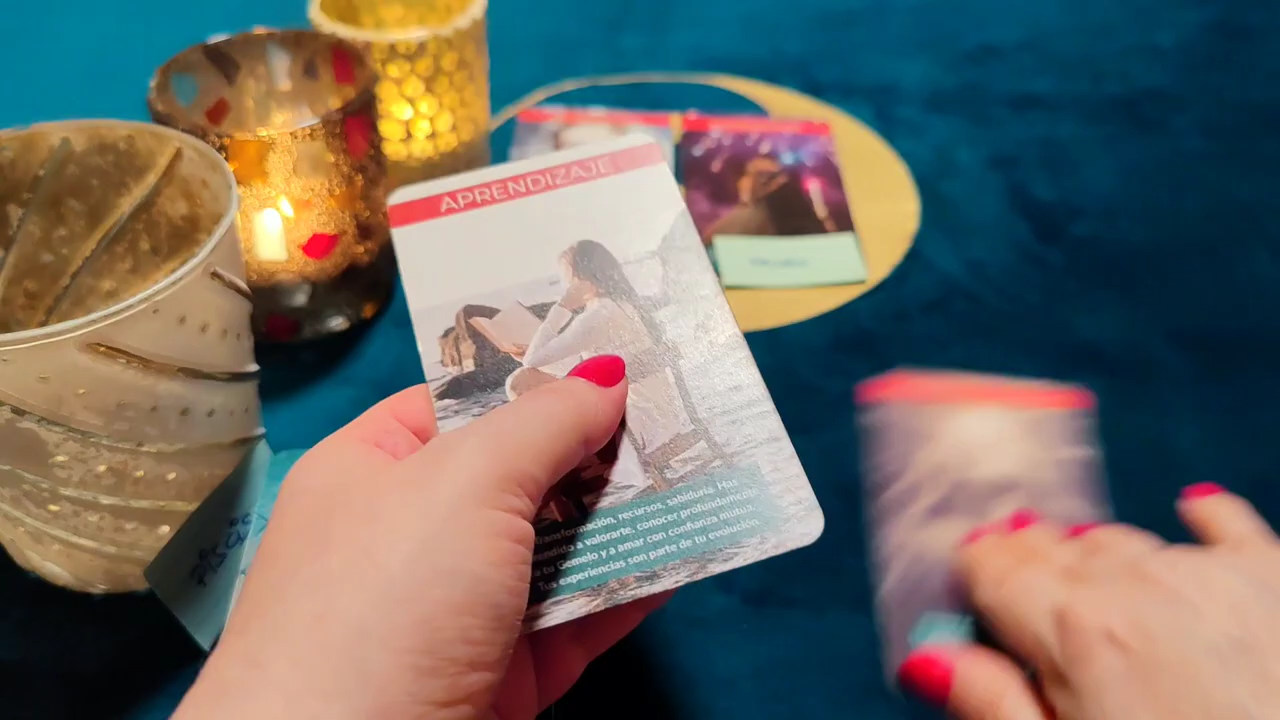 APRENDIZAJE
transformación, recursos, sabiduría. Has
a valorarte, conocer profundamente
a tu Gemelo y a amar con confianza mutua.
Tus experiencias son parte de tu evolución